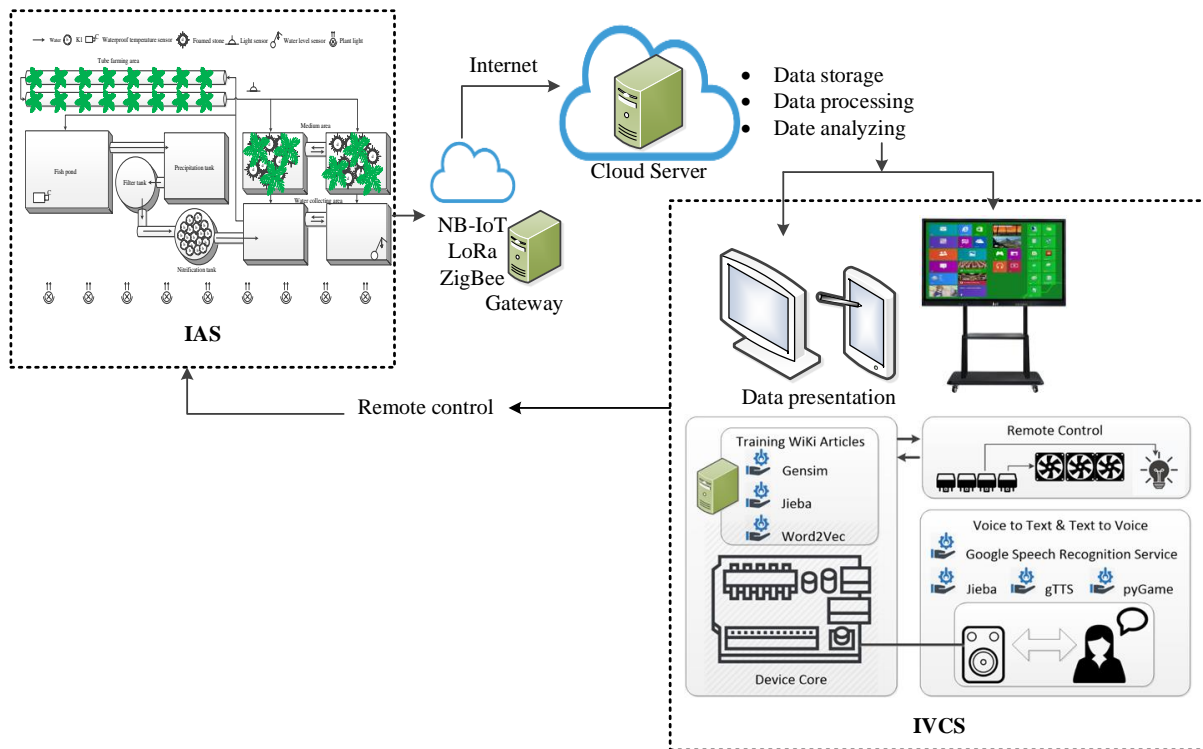 Water
K1
Waterproof temperature sensor
Foamed stone
Light sensor
Water level sensor
Plant light
Tube farming area
Medium area
Fish pond
Precipitation tank
Filter tank
Water collecting area
Nitrification tank
IAS
NB-IoT
LoRa
ZigBee
Gateway
Internet
Cloud Server
• Data storage
• Data processing
• Date analyzing
Data presentation
Remote control
Training WiKi Articles
Gensim
Jieba
Word2Vec
Device Core
Remote Control
Voice to Text & Text to Voice
Google Speech Recognition Service
Jieba gTTS pyGame
IVCS